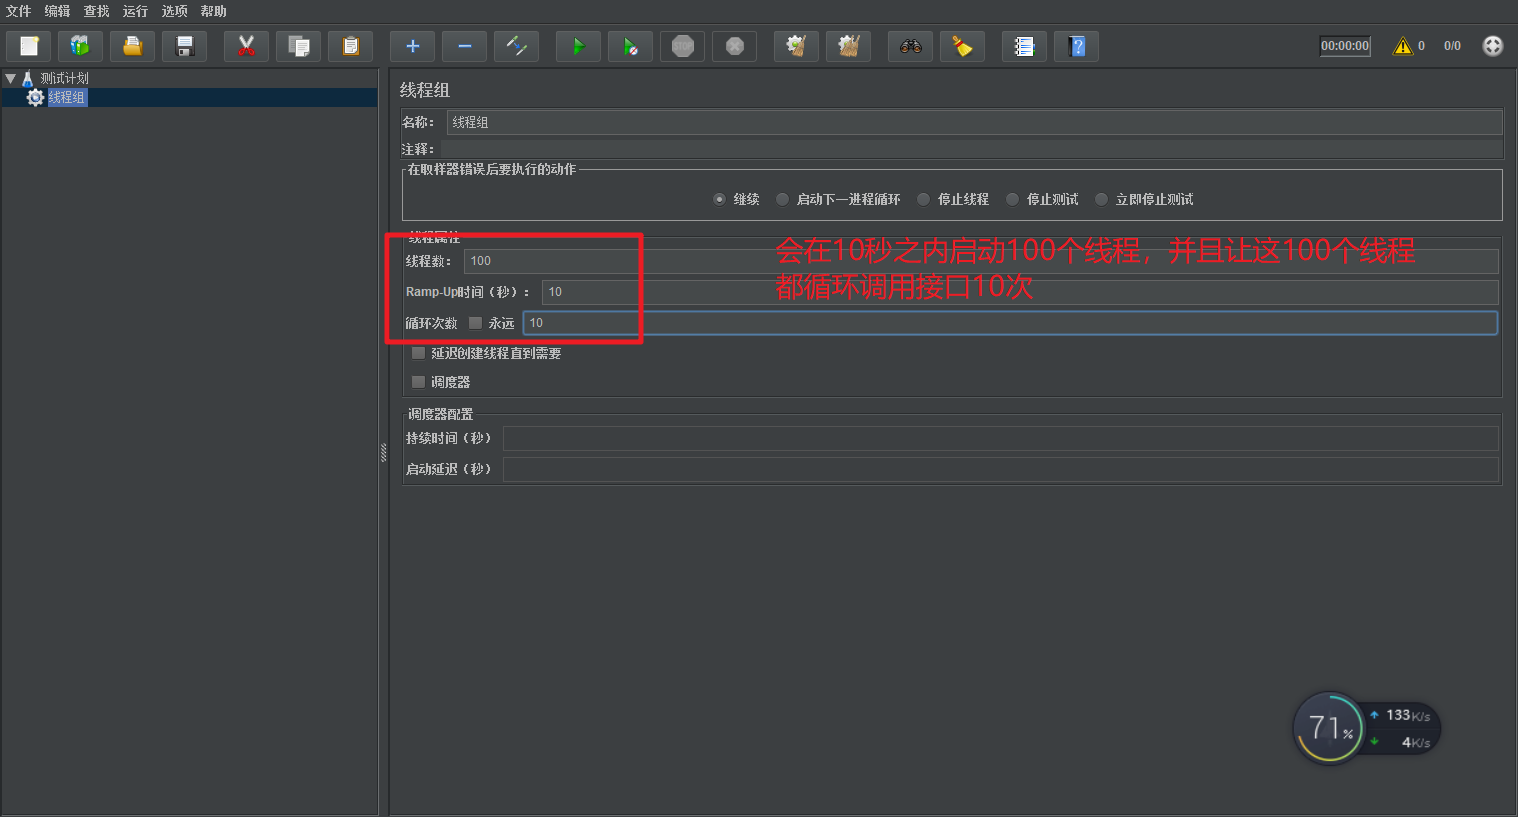 文件 编辑 查找 运行 选项 帮助
STOP
00:00:00 0 0/0
测试计划
线程组
线程组
名称： 线程组
注释：
在取样器错误后要执行的动作
继续 启动下一进程循环 停止线程 停止测试 立即停止测试
线程属性
线程数： 100
Ramp-Up时间（秒）： 10
循环次数 永远 10
会在10秒之内启动100个线程，并且让这100个线程
都循环调用接口10次
延迟创建线程直到需要
调度器
调度器配置
持续时间（秒）
启动延迟（秒）
71%
133K/s
4K/s